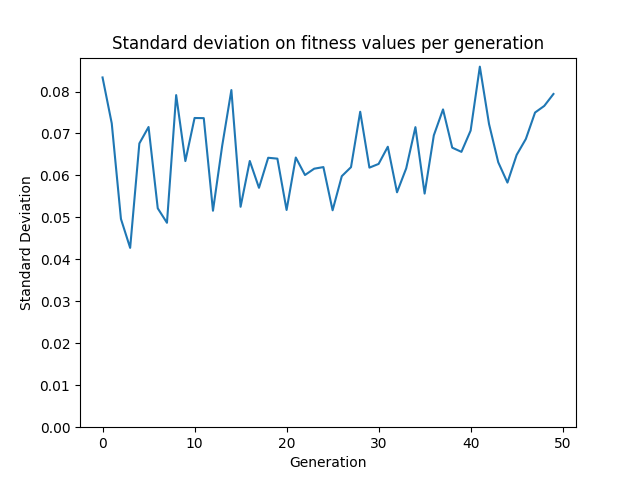 Standard deviation on fitness values per generation
0.08
0.07
0.06
0.05
0.04
0.03
0.02
0.01
0.00
Standard Deviation
0 10 20 30 40 50
Generation